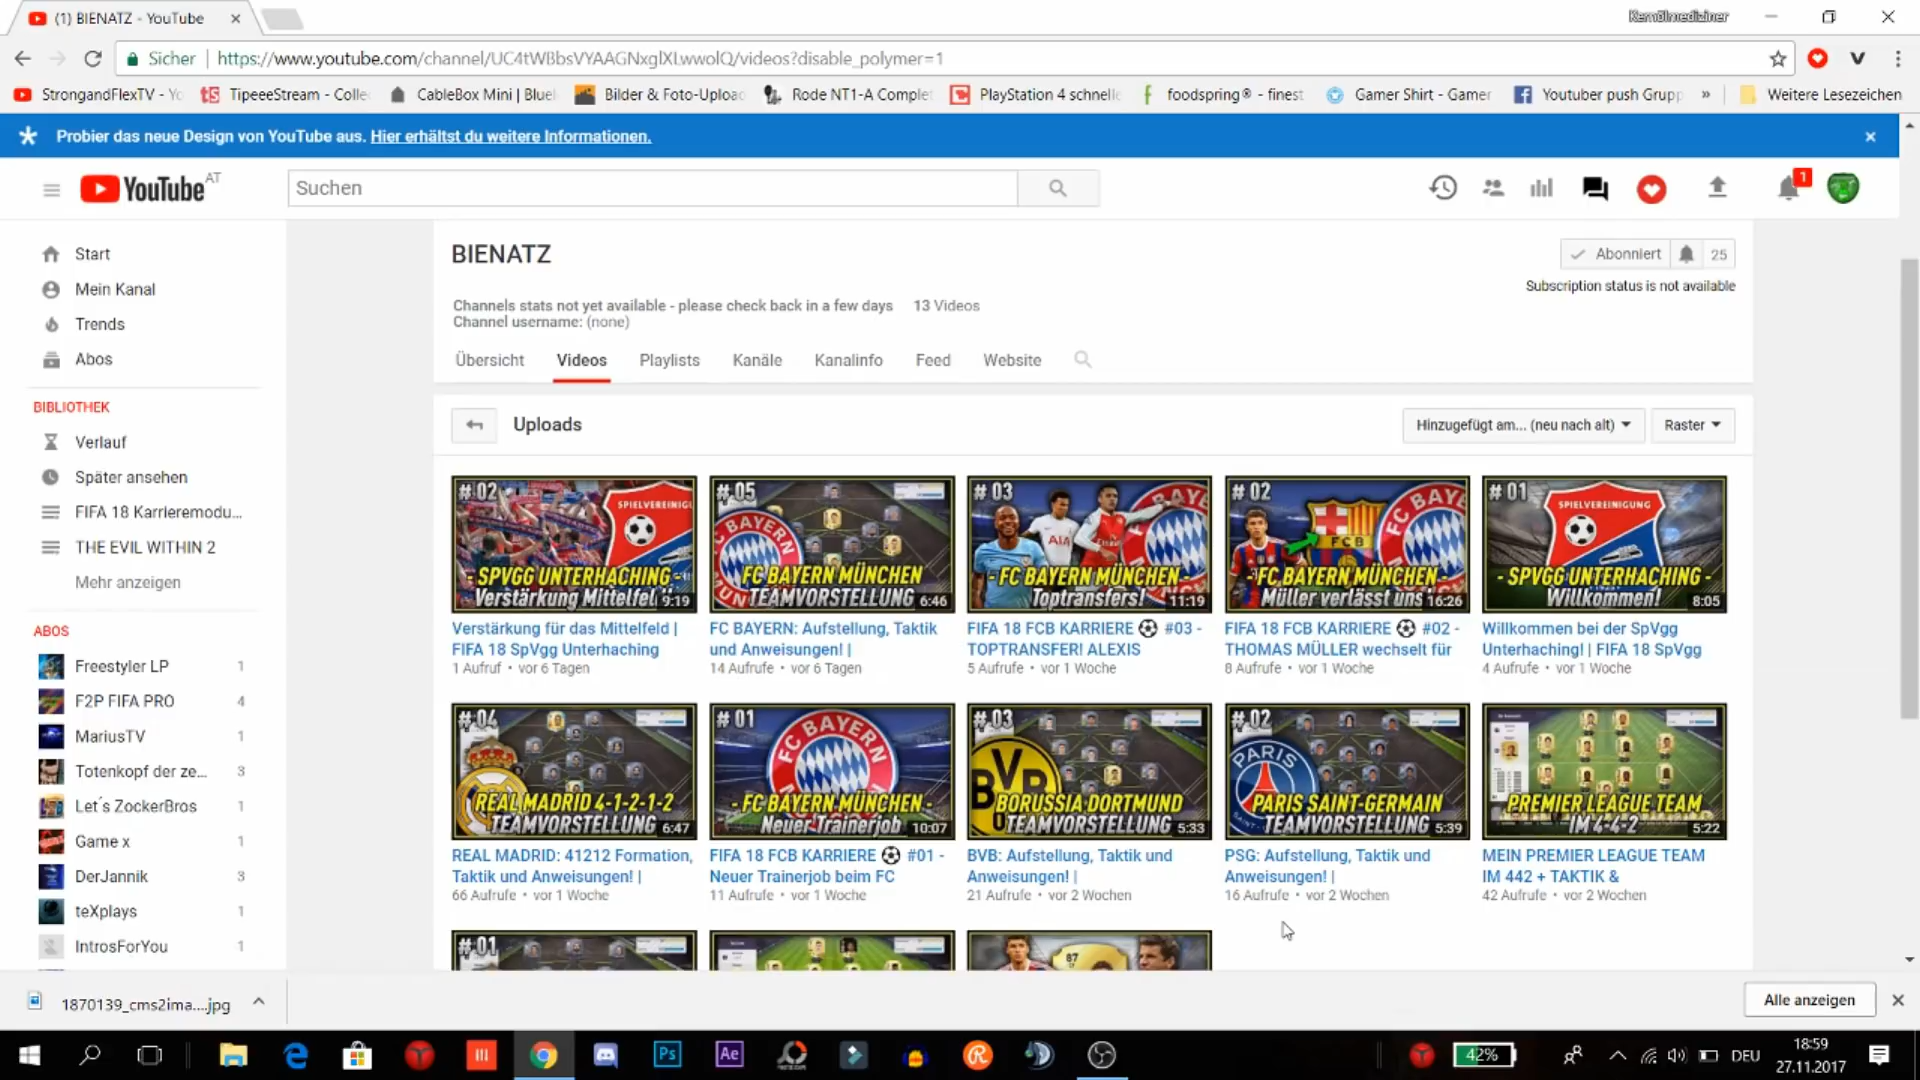 (1) BIENATZ - YouTube
Kernölmediziner
Sicher
https://www.youtube.com/channel/UC4tWBbsVYAAGNxglXLwwolQ/videos?disable_polymer=1
StrongandFlexTV - Yo
TipeeeStream - Colle
CableBox Mini | Blue
Bilder & Foto-Upload
Rode NT1-A Complet
PlayStation 4 schnelle
foodspring® - finest
Gamer Shirt - Gamer
Youtuber push Grupp
»
Weitere Lesezeichen
Probier das neue Design von YouTube aus. Hier erhältst du weitere Informationen.
YouTube AT
Suchen
1
Start
Mein Kanal
Trends
Abos
BIBLIOTHEK
Verlauf
Später ansehen
FIFA 18 Karrieremodu...
THE EVIL WITHIN 2
Mehr anzeigen
ABOS
Freestyler LP 1
F2P FIFA PRO 4
MariusTV 1
Totenkopf der ze... 3
Let´s ZockerBros 1
Game x 1
DerJannik 3
teXplays 1
IntrosForYou 1
BIENATZ
Abonniert 25
Subscription status is not available
Channels stats not yet available - please check back in a few days 13 Videos
Channel username: (none)
Übersicht Videos Playlists Kanäle Kanalinfo Feed Website
Uploads
Hinzugefügt am... (neu nach alt)
Raster
# 02
SPIELVEREINIG
- SPVGG UNTERHACHING -
Verstärkung Mittelfel
9:19
Verstärkung für das Mittelfeld |
FIFA 18 SpVgg Unterhaching
1 Aufruf • vor 6 Tagen
# 05
FC BAYERN MÜNCHEN
TEAMVORSTELLUNG
6:46
FC BAYERN: Aufstellung, Taktik
und Anweisungen! |
14 Aufrufe • vor 6 Tagen
# 03
- FC BAYERN MÜNCHEN -
Toptransfers!
11:19
FIFA 18 FCB KARRIERE ⚽ #03 -
TOPTRANSFER! ALEXIS
5 Aufrufe • vor 1 Woche
# 02
FCB
- FC BAYERN MÜNCHEN -
Müller verlässt uns
16:26
FIFA 18 FCB KARRIERE ⚽ #02 -
THOMAS MÜLLER wechselt für
8 Aufrufe • vor 1 Woche
# 01
SPIELVEREINIGUNG
- SPVGG UNTERHACHING -
Willkommen!
8:05
Willkommen bei der SpVgg
Unterhaching! | FIFA 18 SpVgg
4 Aufrufe • vor 1 Woche
# 04
REAL MADRID 4-1-2-1-2
TEAMVORSTELLUNG
6:47
REAL MADRID: 41212 Formation,
Taktik und Anweisungen! |
66 Aufrufe • vor 1 Woche
# 01
FC BAYERN
- FC BAYERN MÜNCHEN -
Neuer Trainerjob
10:07
FIFA 18 FCB KARRIERE ⚽ #01 -
Neuer Trainerjob beim FC
11 Aufrufe • vor 1 Woche
# 03
BVB
BORUSSIA DORTMUND
TEAMVORSTELLUNG
5:33
BVB: Aufstellung, Taktik und
Anweisungen! |
21 Aufrufe • vor 2 Wochen
# 02
PARIS
PARIS SAINT-GERMAIN
TEAMVORSTELLUNG
5:39
PSG: Aufstellung, Taktik und
Anweisungen! |
16 Aufrufe • vor 2 Wochen
PREMIER LEAGUE TEAM
IM 4-4-2
5:22
MEIN PREMIER LEAGUE TEAM
IM 442 + TAKTIK &
42 Aufrufe • vor 2 Wochen
# 01
87
1870139_cms2ima....jpg
Alle anzeigen
Ps
Ae
42%
DEU
18:59
27.11.2017